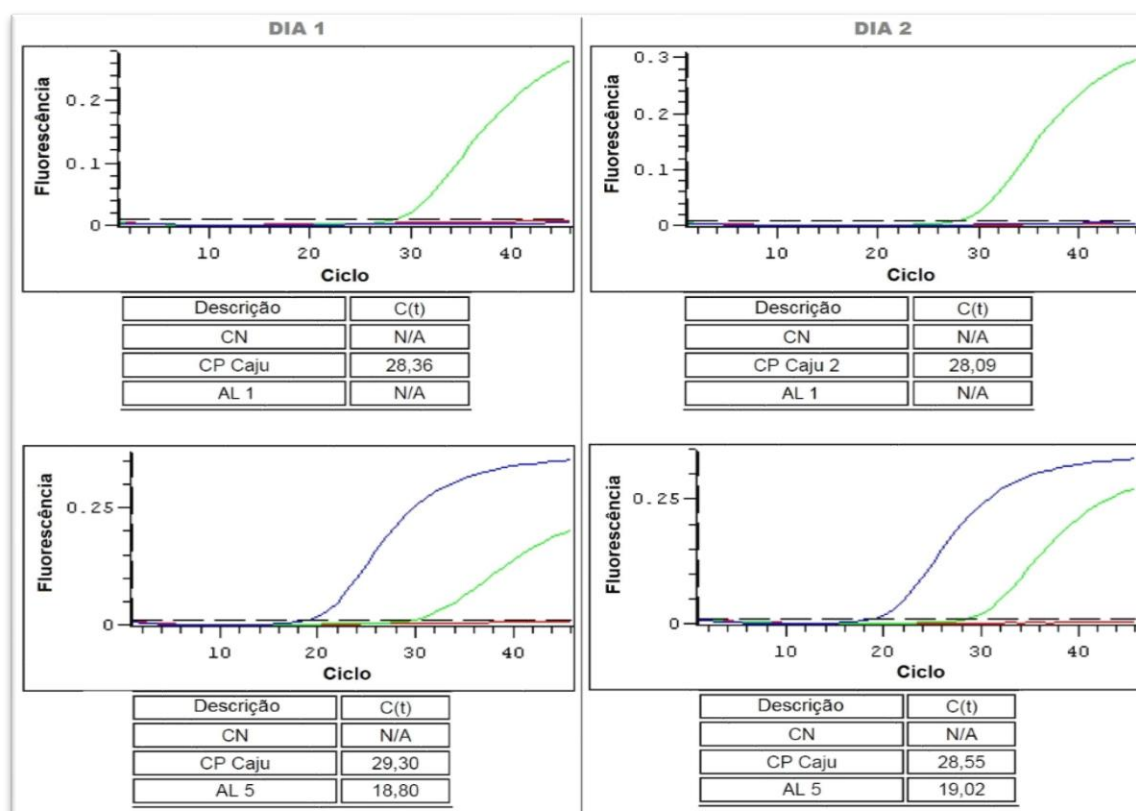 DIA 1
Fluorescência
0.2
0.1
0
10 20 30 40
Ciclo
Descrição C(t)
CN N/A
CP Caju 28,36
AL 1 N/A
DIA 2
Fluorescência
0.3
0.2
0.1
0
10 20 30 40
Ciclo
Descrição C(t)
CN N/A
CP Caju 2 28,09
AL 1 N/A
Fluorescência
0.25
0
10 20 30 40
Ciclo
Descrição C(t)
CN N/A
CP Caju 29,30
AL 5 18,80
Fluorescência
0.25
0
10 20 30 40
Ciclo
Descrição C(t)
CN N/A
CP Caju 28,55
AL 5 19,02